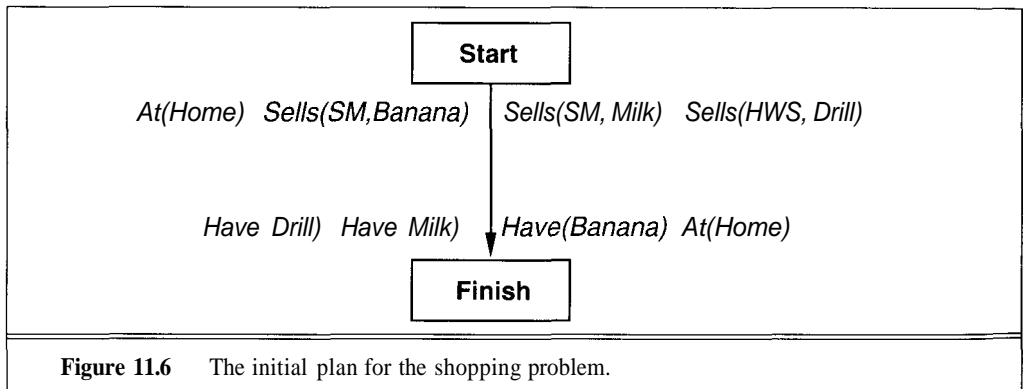 Start
At(Home) Sells(SM,Banana) Sells(SM, Milk) Sells(HWS, Drill)
Have Drill) Have Milk) Have(Banana) At(Home)
Finish
Figure 11.6 The initial plan for the shopping problem.